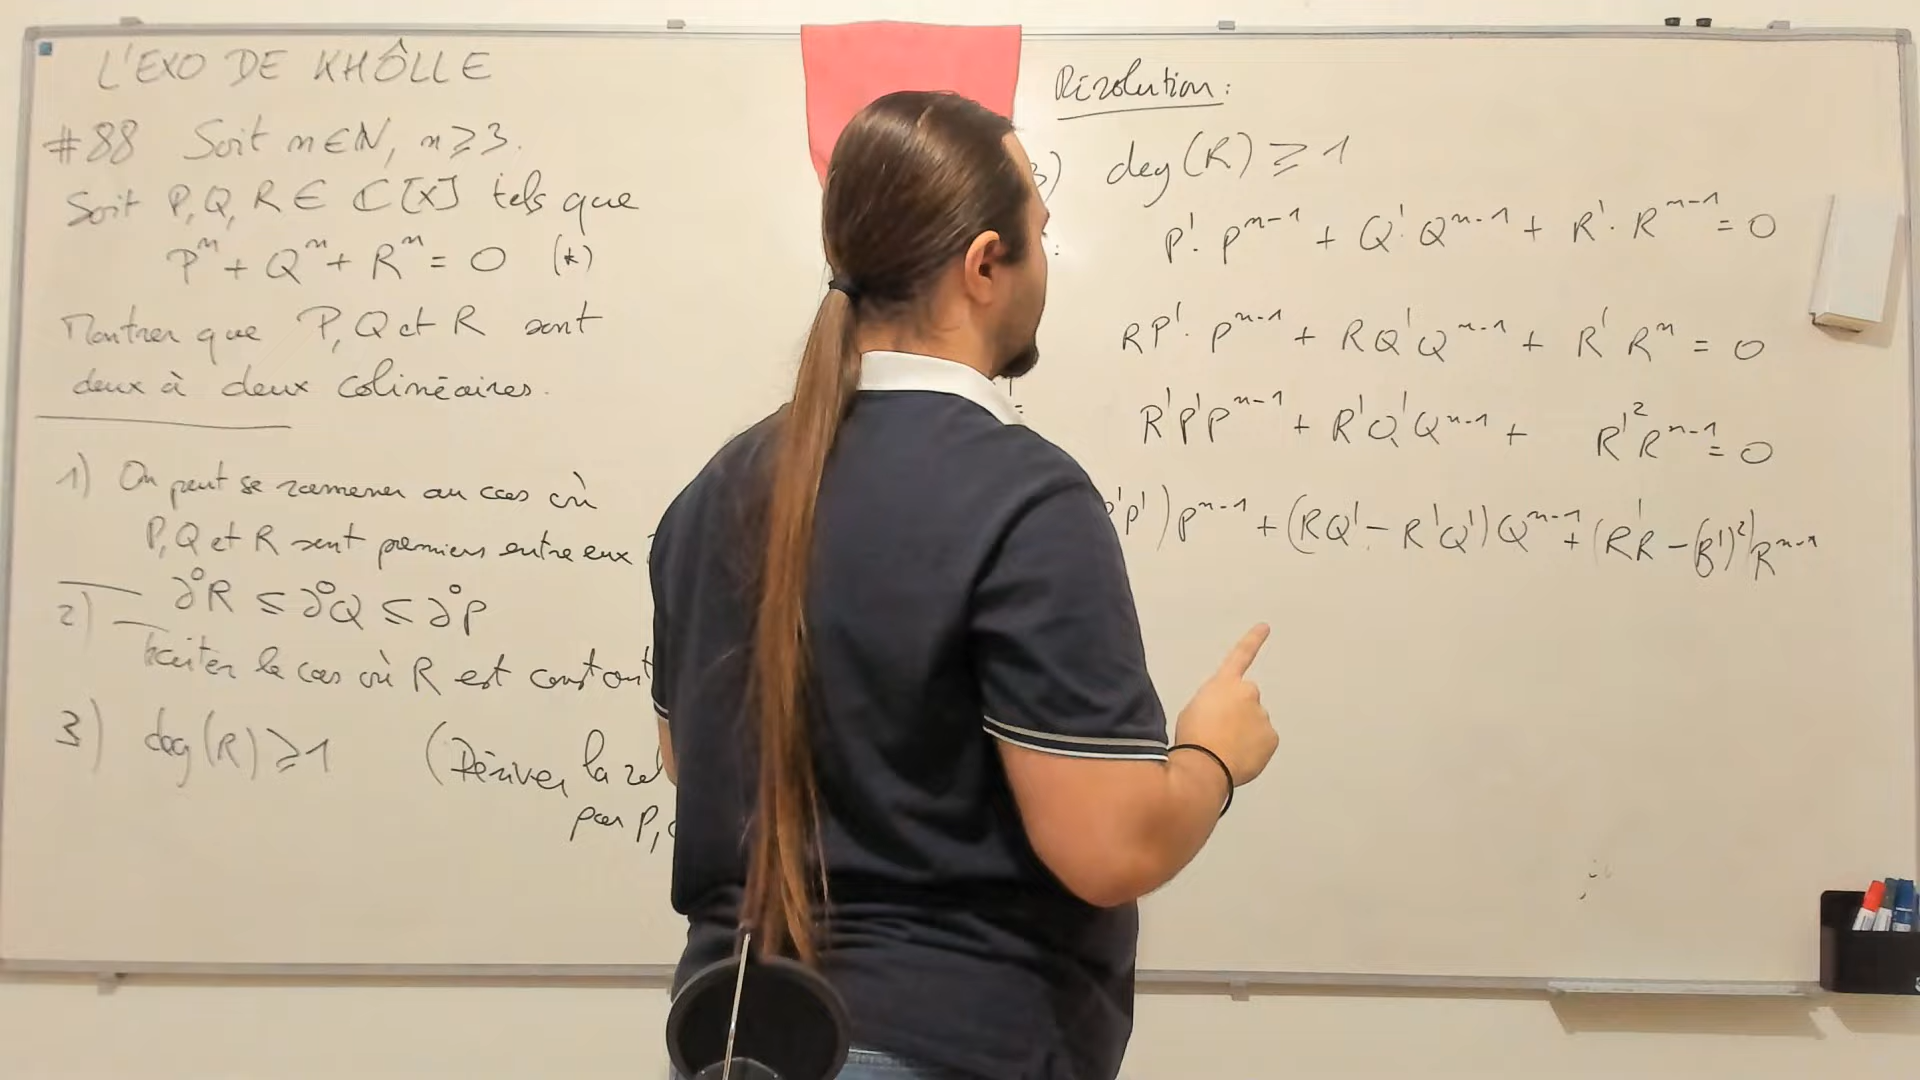 L'EXO DE KHÔLLE
#88 Soit n∈ℕ, n⩾3.
Soit P, Q, R ∈ ℂ[X] tels que
Pⁿ + Qⁿ + Rⁿ = 0 (*)
Montrer que P, Q et R sont
deux à deux colinéaires.
1) On peut se ramener au cas où
P, Q et R sont premiers entre eux
∂°R ≤ ∂°Q ≤ ∂°P
2) traiter le cas où R est constant
3) deg(R) ⩾ 1 (Dériver la rel
par P,
Résolution:
3) deg(R) ⩾ 1
P'·Pⁿ⁻¹ + Q'·Qⁿ⁻¹ + R'·Rⁿ⁻¹ = 0
RP'·Pⁿ⁻¹ + RQ'Qⁿ⁻¹ + R'Rⁿ = 0
R'P'Pⁿ⁻¹ + R'Q'Qⁿ⁻¹ + R'²Rⁿ⁻¹ = 0
'P')Pⁿ⁻¹ + (RQ' − R'Q')Qⁿ⁻¹ + (R'R − (R')²)Rⁿ⁻¹